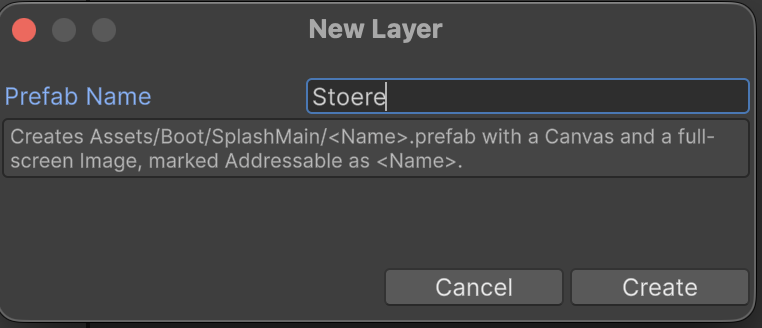 New Layer
Prefab Name
Stoere
Creates Assets/Boot/SplashMain/<Name>.prefab with a Canvas and a full-
screen Image, marked Addressable as <Name>.
Cancel
Create